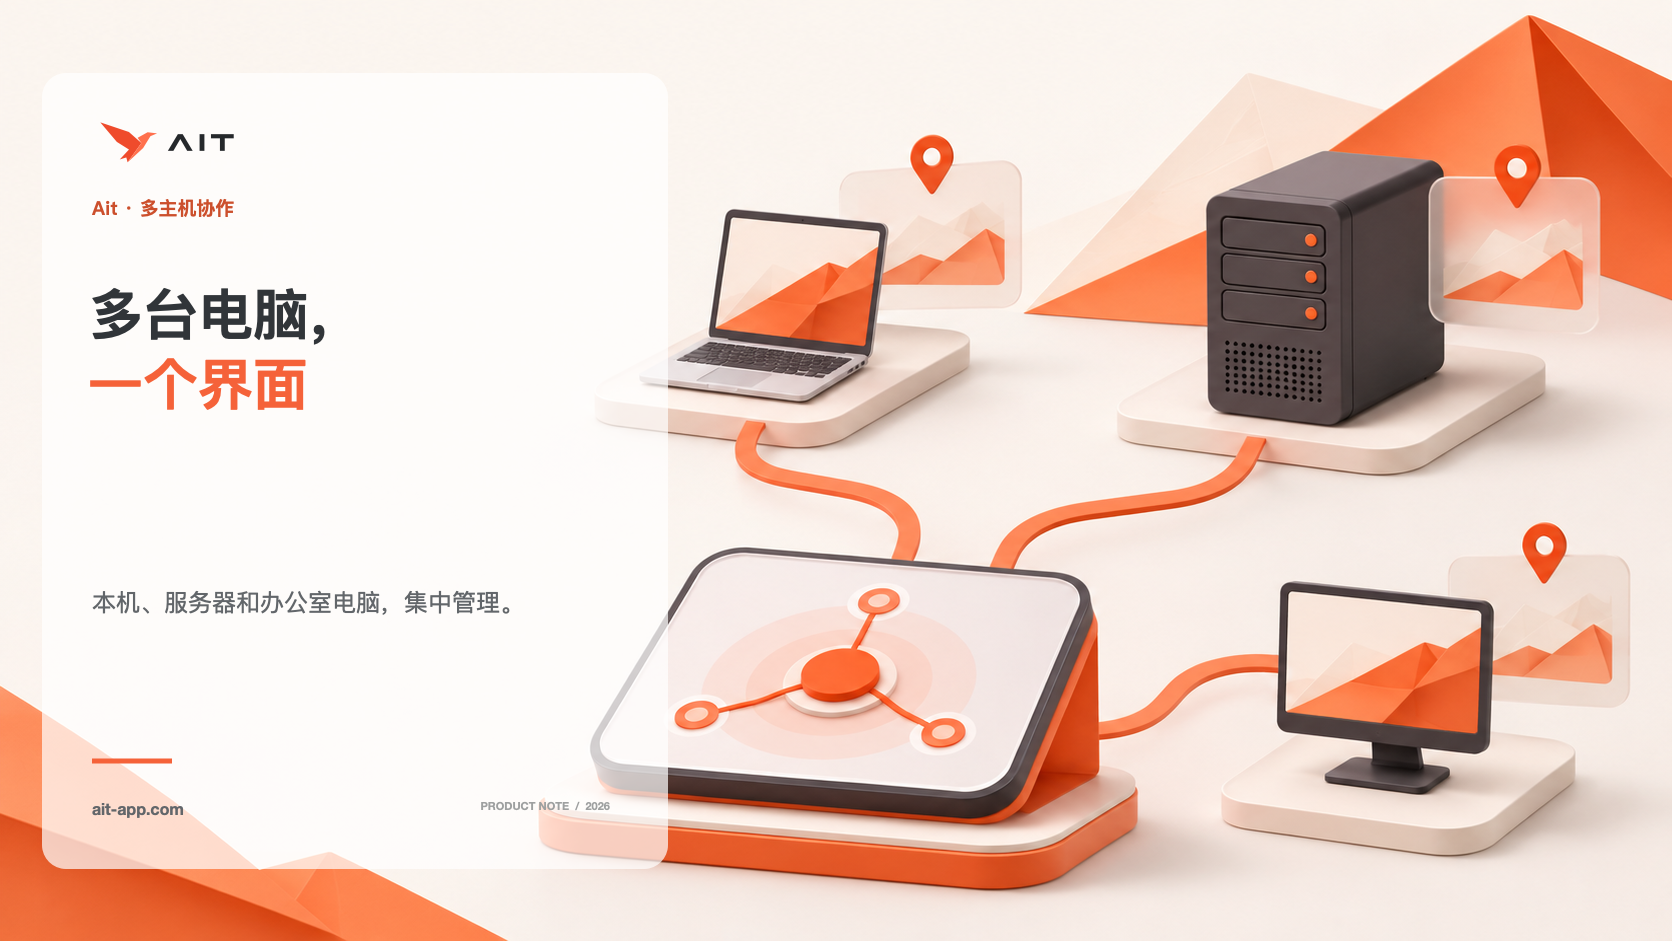 AIT
Ait · 多主机协作
多台电脑，
一个界面
本机、服务器和办公室电脑，集中管理。
ait-app.com
PRODUCT NOTE / 2026